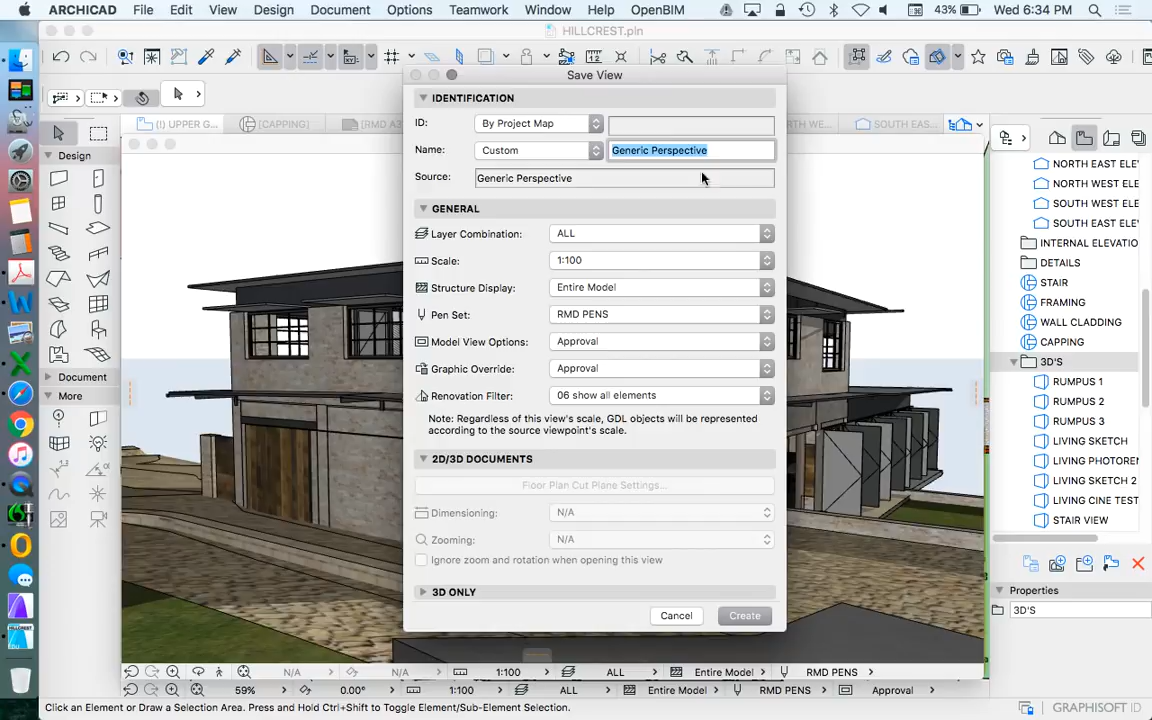 ARCHICAD File Edit View Design Document Options Teamwork Window Help OpenBIM 43% Wed 6:34 PM
HILLCREST.pln
Save View
(!) UPPER G...
[CAPPING]
[RMD A3
RTH WE...
SOUTH EAS...
IDENTIFICATION
ID: By Project Map
Name: Custom Generic Perspective
Source: Generic Perspective
GENERAL
Layer Combination: ALL
Scale: 1:100
Structure Display: Entire Model
Pen Set: RMD PENS
Model View Options: Approval
Graphic Override: Approval
Renovation Filter: 06 show all elements
Note: Regardless of this view's scale, GDL objects will be represented
according to the source viewpoint's scale.
2D/3D DOCUMENTS
Floor Plan Cut Plane Settings...
Dimensioning: N/A
Zooming: N/A
Ignore zoom and rotation when opening this view
3D ONLY
Cancel Create
Design
Document
More
NORTH EAST ELE
NORTH WEST ELE
SOUTH WEST ELE
SOUTH EAST ELE
INTERNAL ELEVATIO
DETAILS
STAIR
FRAMING
WALL CLADDING
CAPPING
3D'S
RUMPUS 1
RUMPUS 2
RUMPUS 3
LIVING SKETCH
LIVING PHOTOREN
LIVING SKETCH 2
LIVING CINE TEST
STAIR VIEW
Properties
3D'S
N/A N/A 1:100 ALL Entire Model RMD PENS
59% 0.00° 1:100 ALL Entire Model RMD PENS Approval
Click an Element or Draw a Selection Area. Press and Hold Ctrl+Shift to Toggle Element/Sub-Element Selection.
GRAPHISOFT ID